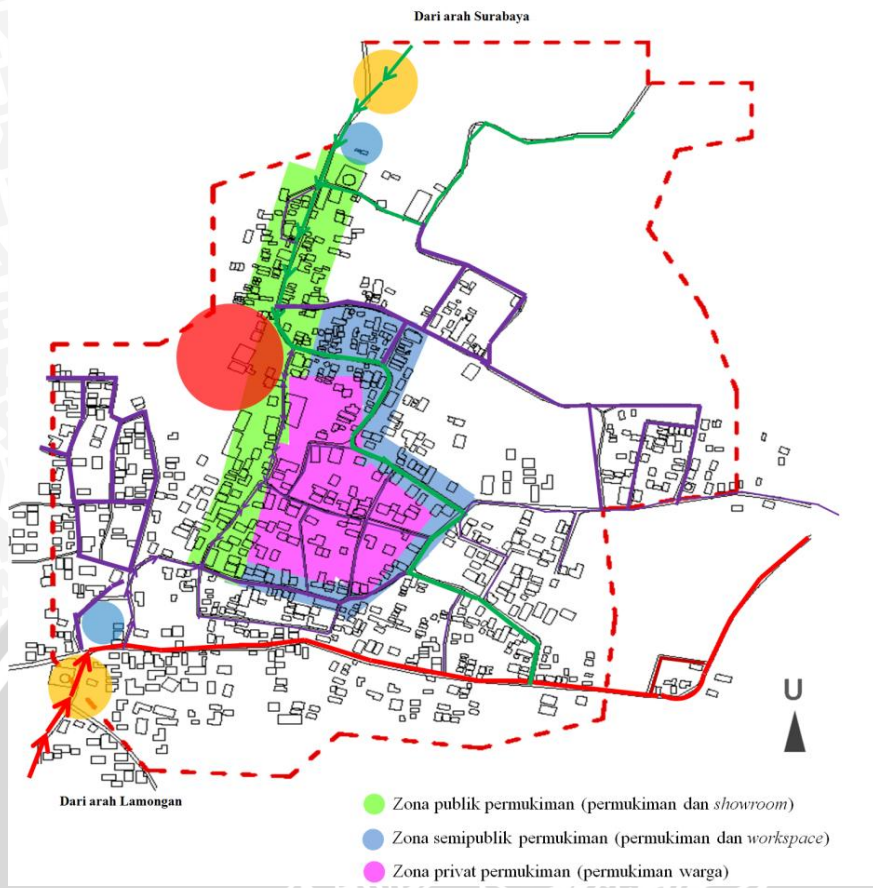 Dari arah Surabaya
U
Dari arah Lamongan
Zona publik permukiman (permukiman dan showroom)
Zona semipublik permukiman (permukiman dan workspace)
Zona privat permukiman (permukiman warga)